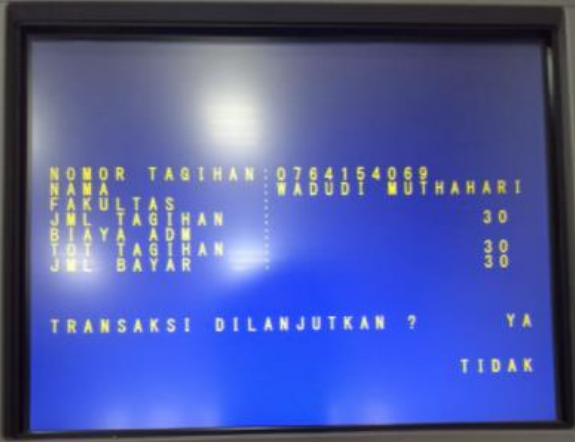 NOMOR TAGIHAN:0764154069
NAMA : WADUDI MUTHAHARI
FAKULTAS :
JML TAGIHAN : 30
BIAYA ADM :
TOT TAGIHAN : 30
JML BAYAR : 30
TRANSAKSI DILANJUTKAN ? YA
TIDAK